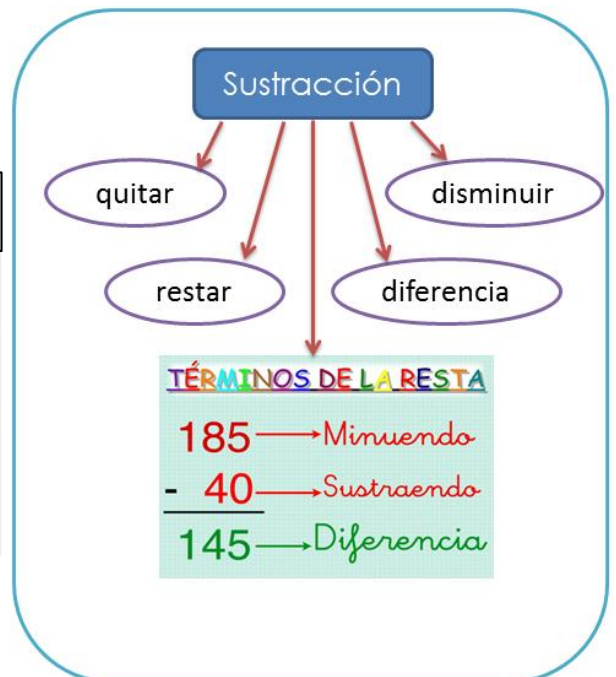 Sustracción
quitar
disminuir
restar
diferencia
TÉRMINOS DE LA RESTA
185 Minuendo
- 40 Sustraendo
145 Diferencia